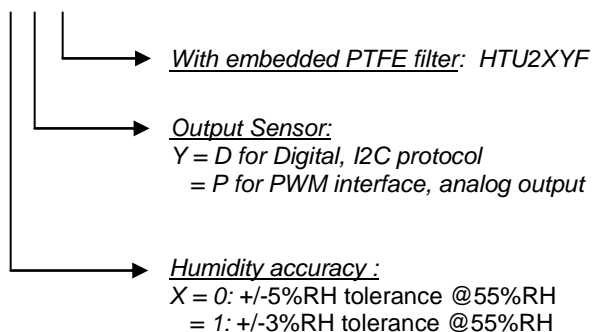 With embedded PTFE filter: HTU2XYF
Output Sensor:
Y = D for Digital, I2C protocol
= P for PWM interface, analog output
Humidity accuracy :
X = 0: +/-5%RH tolerance @55%RH
= 1: +/-3%RH tolerance @55%RH